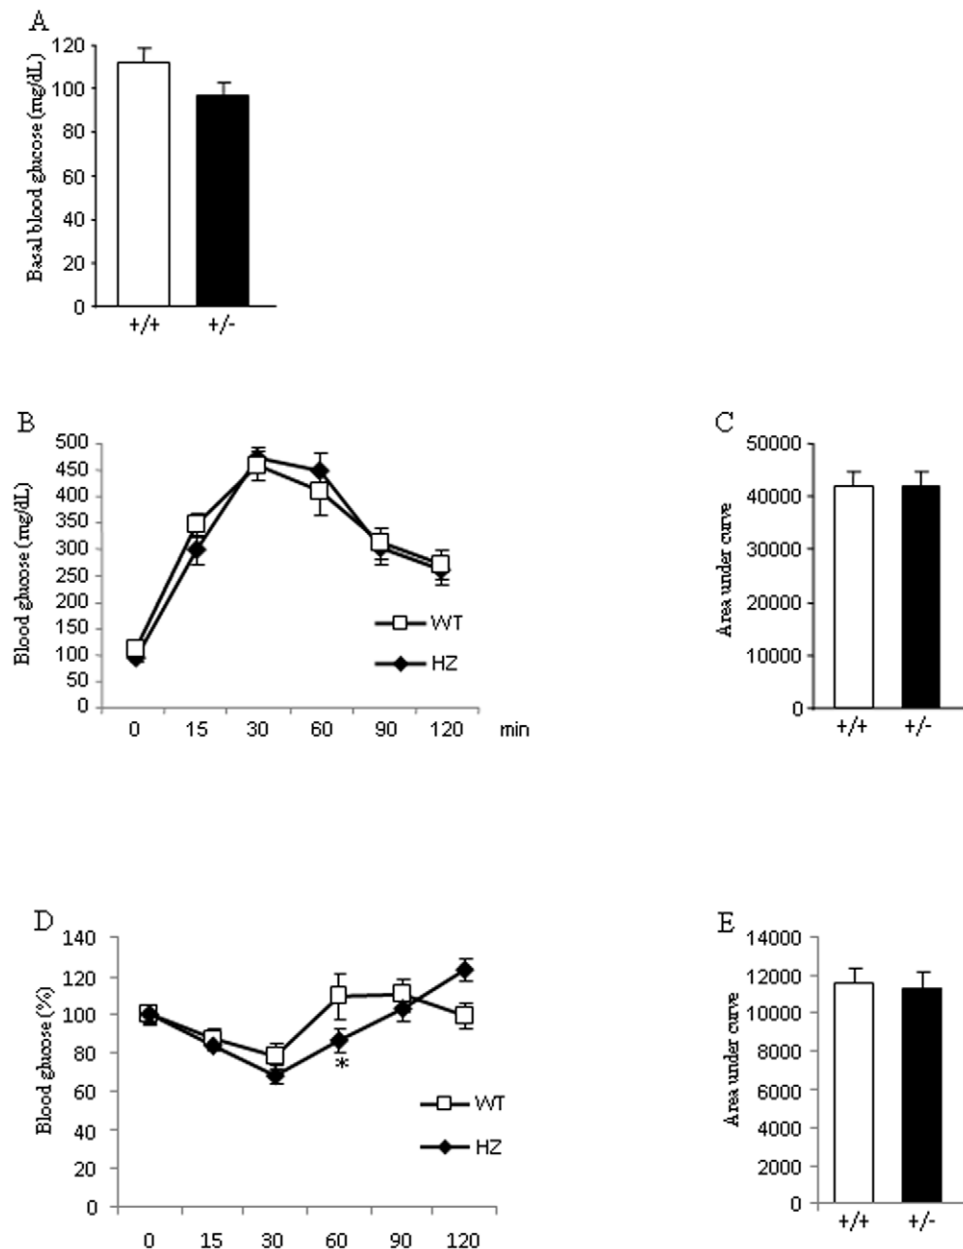 A
Basal blood glucose (mg/dL)
120
100
80
60
40
20
0
+/+ +/-
B
Blood glucose (mg/dL)
500
450
400
350
300
250
200
150
100
50
0
WT
HZ
0 15 30 60 90 120 min
C
Area under curve
50000
40000
30000
20000
10000
0
+/+ +/-
D
Blood glucose (%)
140
120
100
80
60
40
20
0
*
WT
HZ
0 15 30 60 90 120
E
Area under curve
14000
12000
10000
8000
6000
4000
2000
0
+/+ +/-